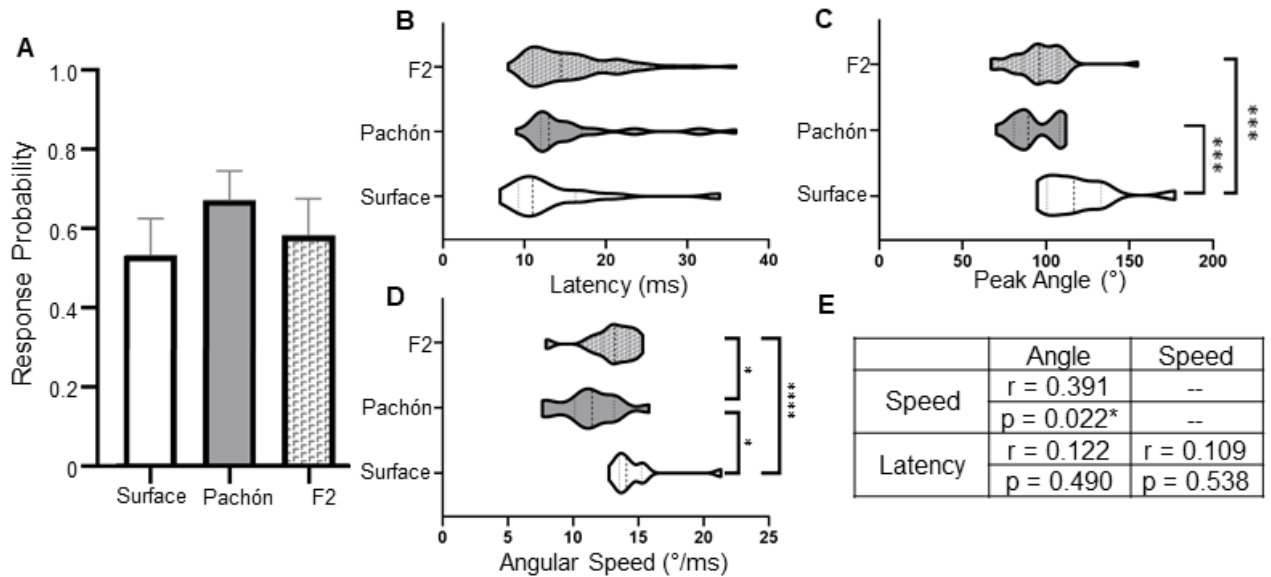 A
Response Probability
1.0
0.8
0.6
0.4
0.2
0
Surface Pachón F2
B
F2
Pachón
Surface
0 10 20 30 40
Latency (ms)
C
F2
Pachón
Surface
0 50 100 150 200
Peak Angle (°)
***
***
D
F2
Pachón
Surface
0 5 10 15 20 25
Angular Speed (°/ms)
*
*
****
E
Angle Speed
Speed
r = 0.391 --
p = 0.022* --
Latency
r = 0.122 r = 0.109
p = 0.490 p = 0.538